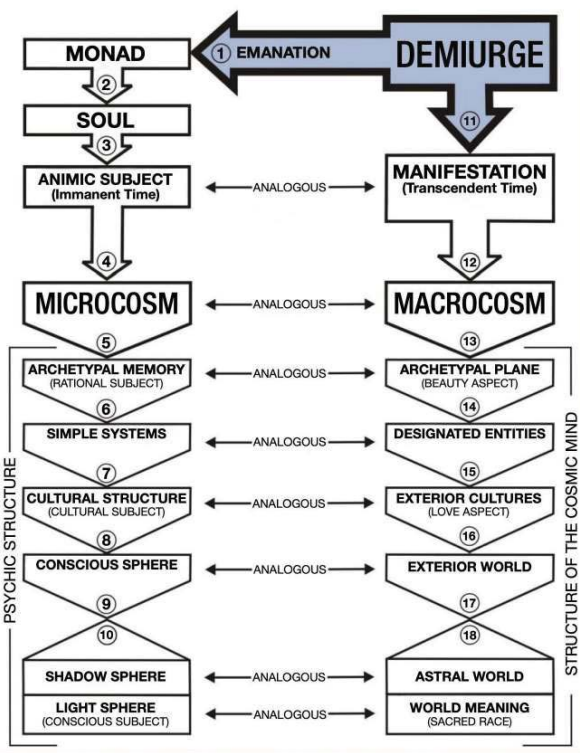 MONAD
1 EMANATION
DEMIURGE
2
11
SOUL
3
ANIMIC SUBJECT
(Immanent Time)
ANALOGOUS
MANIFESTATION
(Transcendent Time)
4
12
MICROCOSM
ANALOGOUS
MACROCOSM
5
13
ARCHETYPAL MEMORY
(RATIONAL SUBJECT)
ANALOGOUS
ARCHETYPAL PLANE
(BEAUTY ASPECT)
6
14
SIMPLE SYSTEMS
ANALOGOUS
DESIGNATED ENTITIES
7
15
CULTURAL STRUCTURE
(CULTURAL SUBJECT)
ANALOGOUS
EXTERIOR CULTURES
(LOVE ASPECT)
8
16
CONSCIOUS SPHERE
ANALOGOUS
EXTERIOR WORLD
9
17
10
18
SHADOW SPHERE
ANALOGOUS
ASTRAL WORLD
LIGHT SPHERE
(CONSCIOUS SUBJECT)
ANALOGOUS
WORLD MEANING
(SACRED RACE)
PSYCHIC STRUCTURE
STRUCTURE OF THE COSMIC MIND